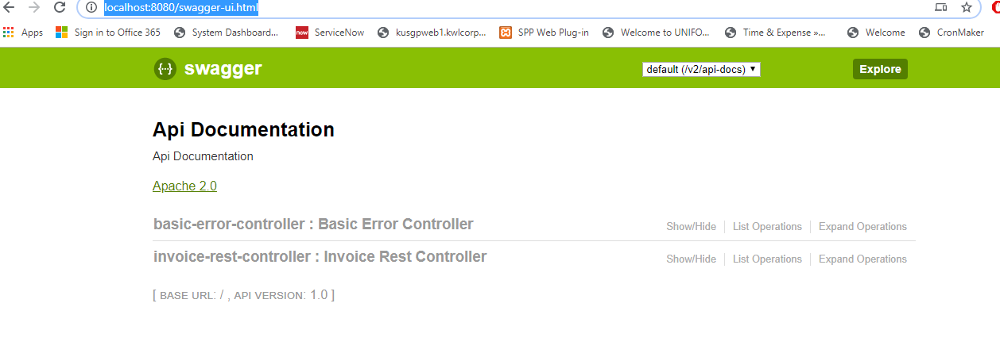 localhost:8080/swagger-ui.html
Apps Sign in to Office 365 System Dashboard... now ServiceNow kusgpweb1.kwlcorp... SPP Web Plug-in Welcome to UNIFO... Time & Expense »... Welcome CronMaker
{··} swagger default (/v2/api-docs) Explore
Api Documentation
Api Documentation
Apache 2.0
basic-error-controller : Basic Error Controller Show/Hide List Operations Expand Operations
invoice-rest-controller : Invoice Rest Controller Show/Hide List Operations Expand Operations
[ BASE URL: / , API VERSION: 1.0 ]